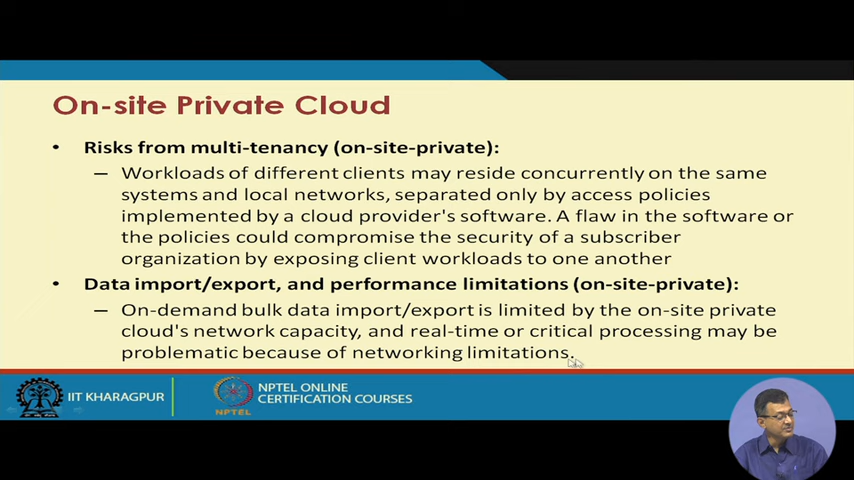 On-site Private Cloud
• Risks from multi-tenancy (on-site-private):
– Workloads of different clients may reside concurrently on the same
systems and local networks, separated only by access policies
implemented by a cloud provider's software. A flaw in the software or
the policies could compromise the security of a subscriber
organization by exposing client workloads to one another
• Data import/export, and performance limitations (on-site-private):
– On-demand bulk data import/export is limited by the on-site private
cloud's network capacity, and real-time or critical processing may be
problematic because of networking limitations.
IIT KHARAGPUR
NPTEL
NPTEL ONLINE
CERTIFICATION COURSES